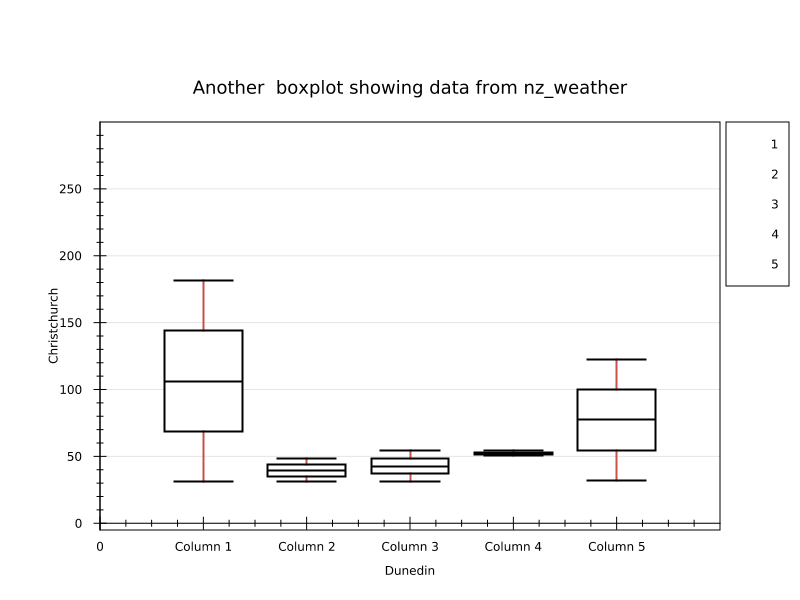 Another  boxplot showing data from nz_weather
1
2
3
4
5
250
200
150
100
50
0
Christchurch
0 Column 1 Column 2 Column 3 Column 4 Column 5
Dunedin